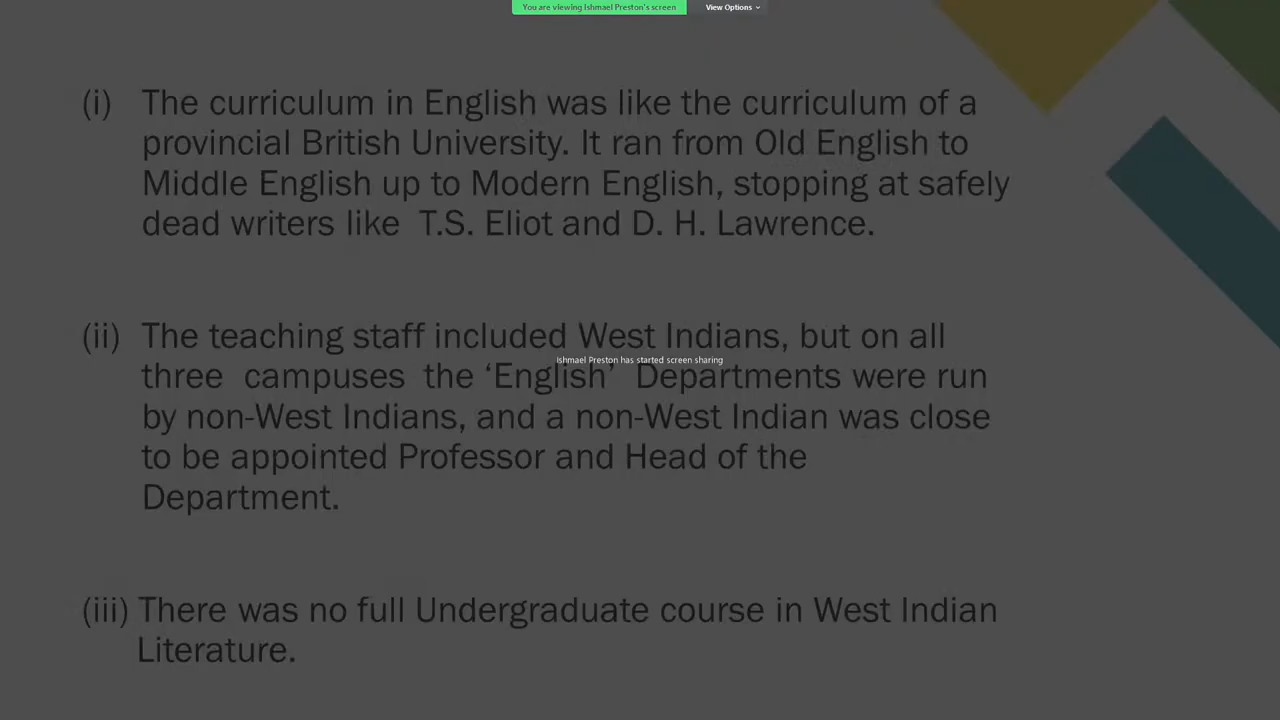 You are viewing Ishmael Preston's screen View Options
(i) The curriculum in English was like the curriculum of a
provincial British University. It ran from Old English to
Middle English up to Modern English, stopping at safely
dead writers like T.S. Eliot and D. H. Lawrence.
(ii) The teaching staff included West Indians, but on all
Ishmael Preston has started screen sharing
three campuses the ‘English’ Departments were run
by non-West Indians, and a non-West Indian was close
to be appointed Professor and Head of the
Department.
(iii) There was no full Undergraduate course in West Indian
Literature.